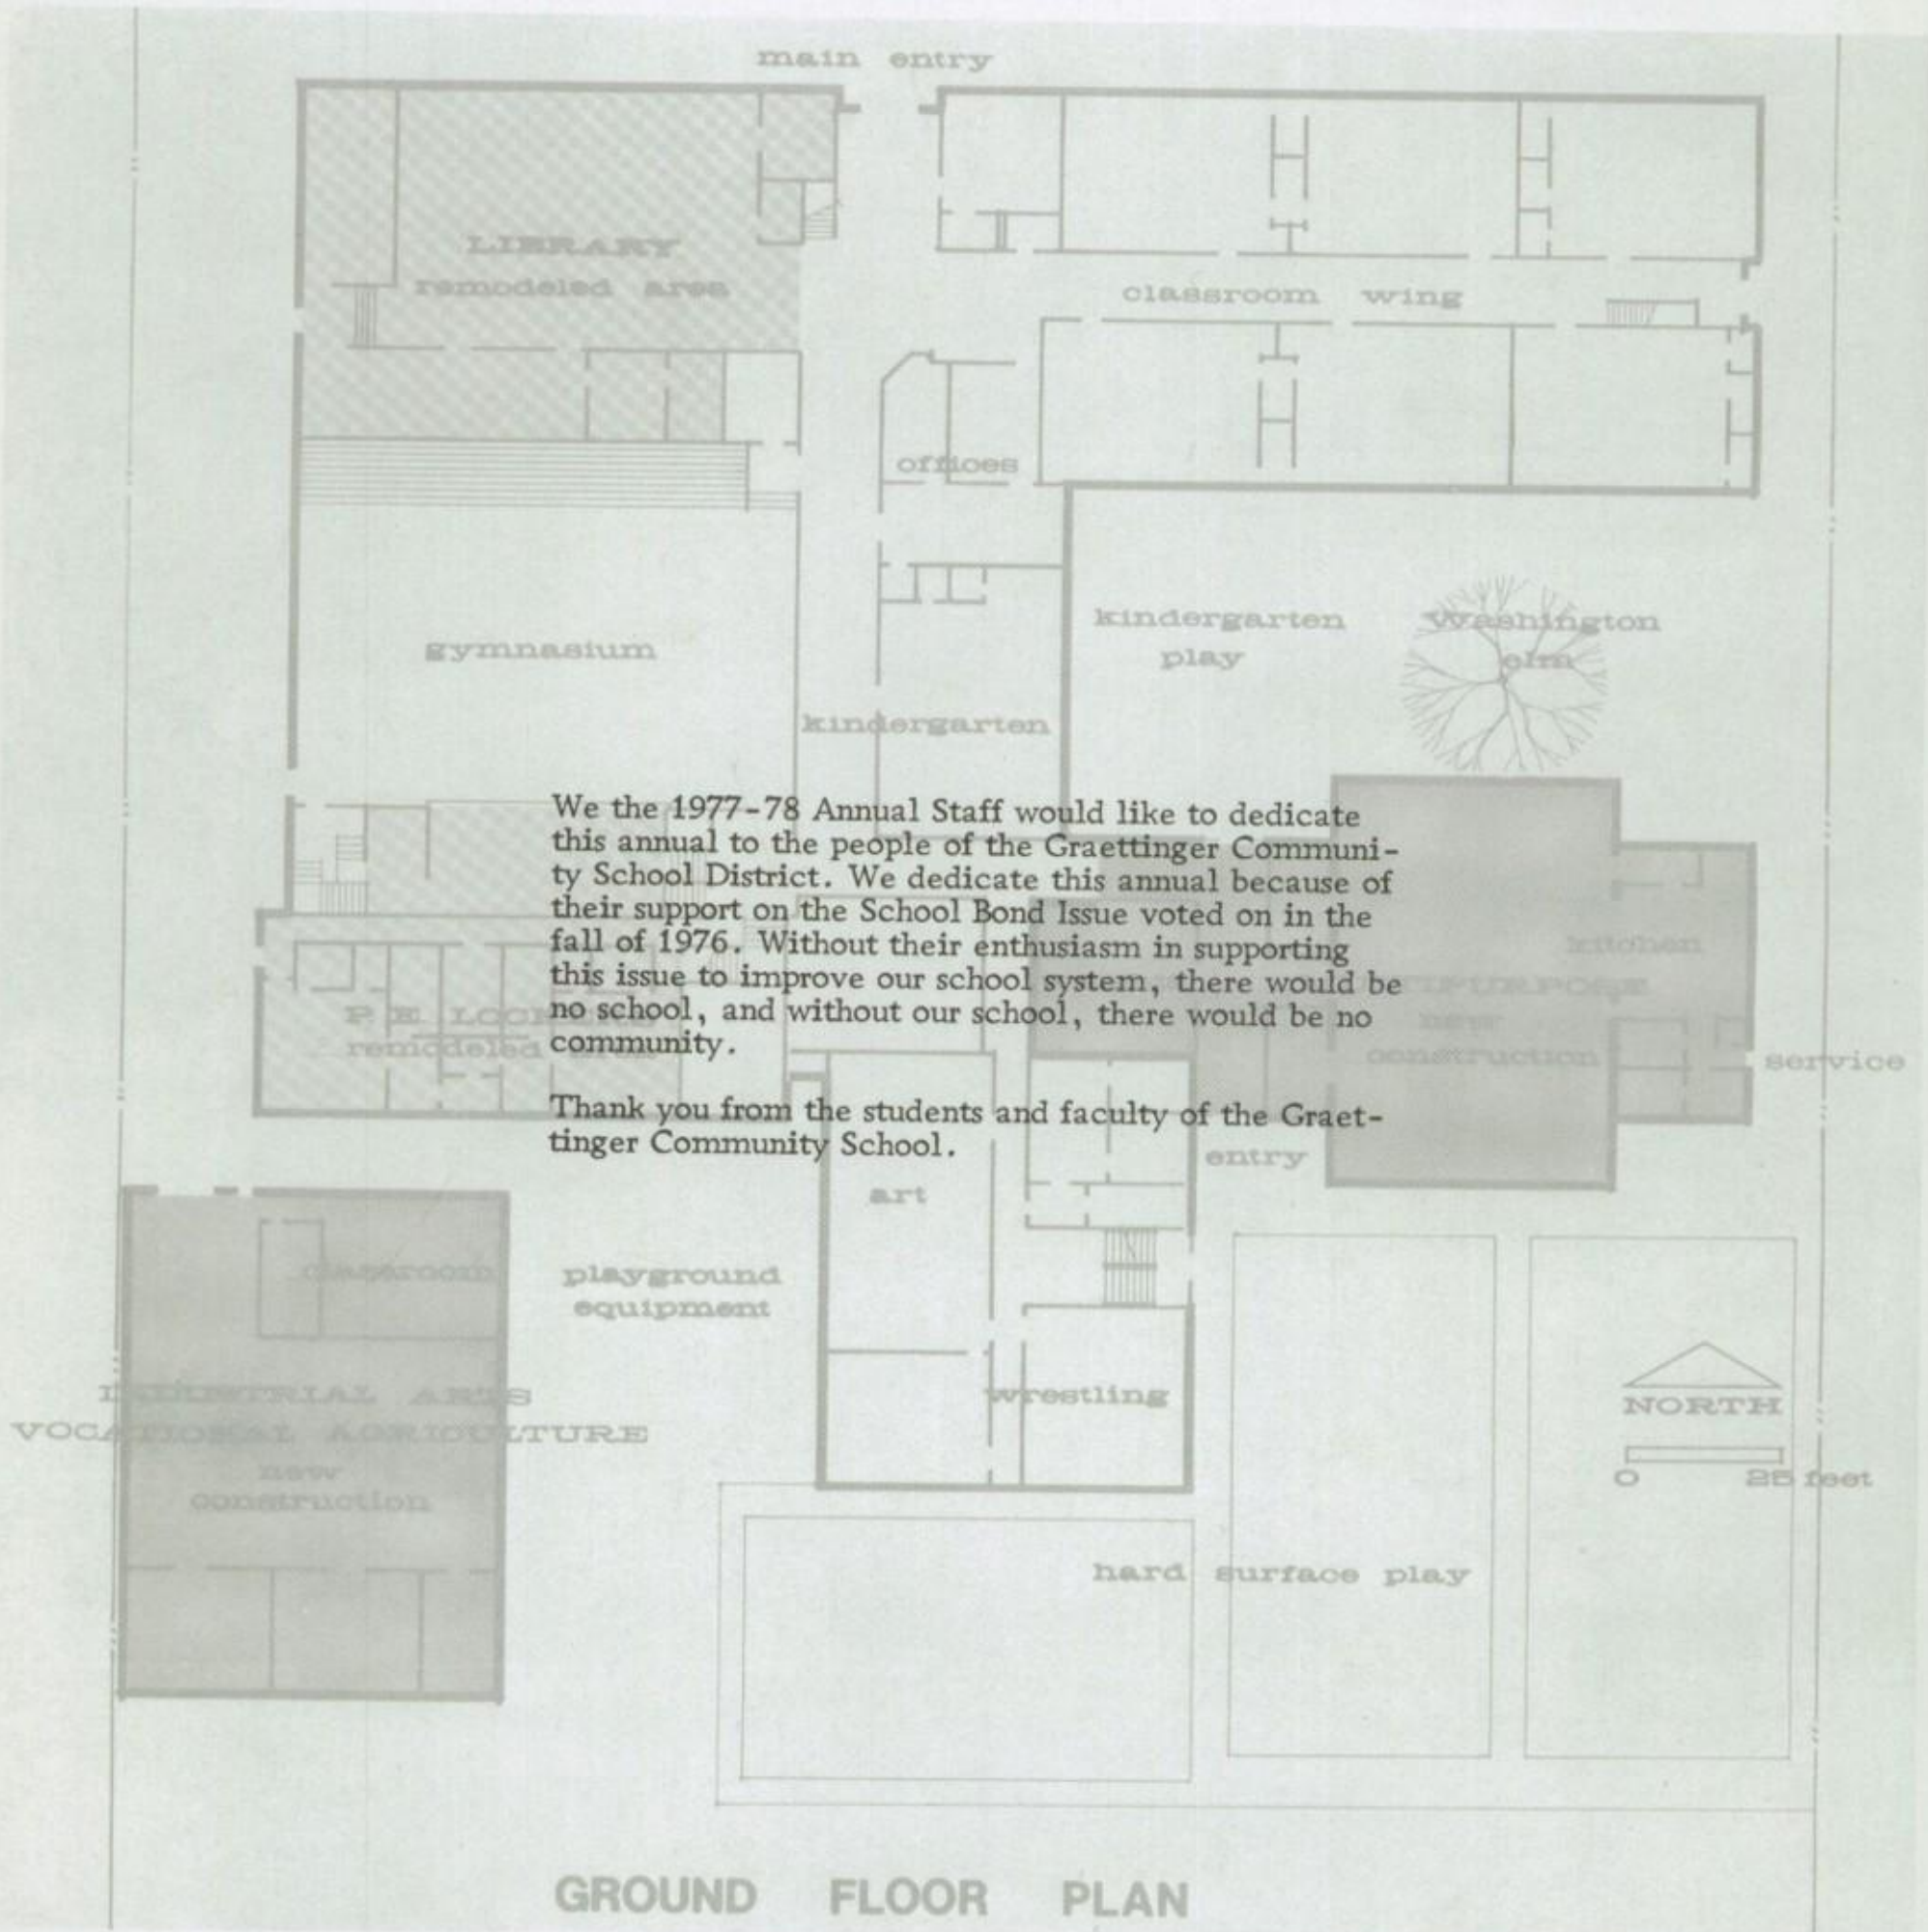 main entry
LIBRARY
remodeled area
classroom wing
offices
gymnasium
kindergarten
play
Washington
elm
kindergarten
We the 1977-78 Annual Staff would like to dedicate
this annual to the people of the Graettinger Communi-
ty School District. We dedicate this annual because of
their support on the School Bond Issue voted on in the
fall of 1976. Without their enthusiasm in supporting
this issue to improve our school system, there would be
no school, and without our school, there would be no
community.
Thank you from the students and faculty of the Graet-
tinger Community School.
kitchen
new
construction
service
P.E.
remodeled
entry
art
classroom
playground
equipment
INDUSTRIAL ARTS
VOCATIONAL AGRICULTURE
new
construction
wrestling
NORTH
0 25 feet
hard surface play
GROUND FLOOR PLAN